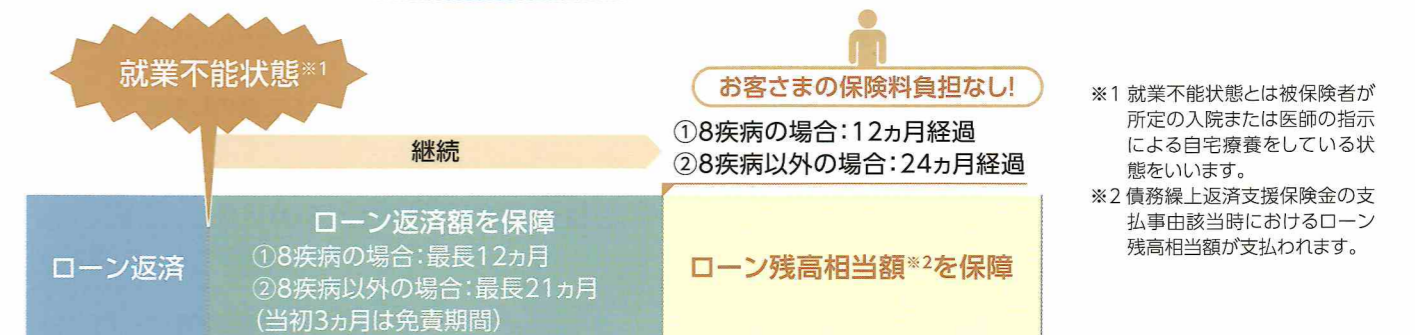 就業不能状態※1
お客さまの保険料負担なし!
継続
①8疾病の場合:12ヵ月経過
②8疾病以外の場合:24ヵ月経過
ローン返済
ローン返済額を保障
①8疾病の場合:最長12ヵ月
②8疾病以外の場合:最長21ヵ月
(当初3ヵ月は免責期間)
ローン残高相当額※2を保障
※1 就業不能状態とは被保険者が
所定の入院または医師の指示
による自宅療養をしている状
態をいいます。
※2 債務繰上返済支援保険金の支
払事由該当時におけるローン
残高相当額が支払われます。